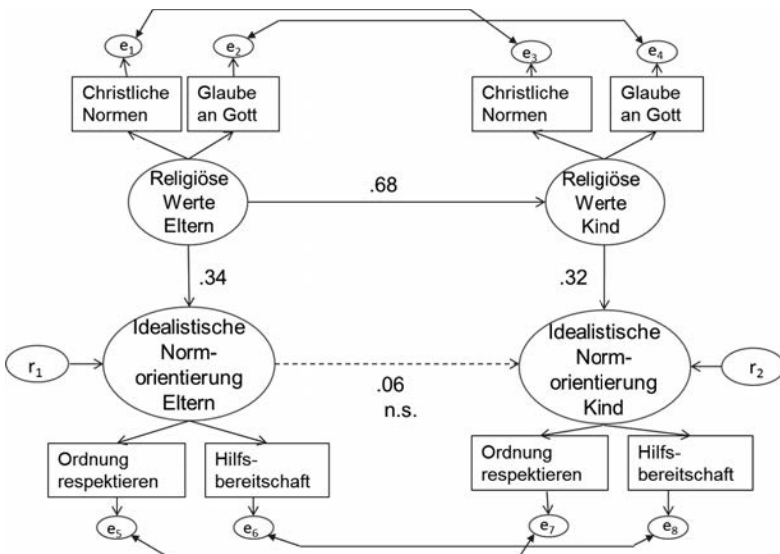 e1
e2
e3
e4
Christliche
Normen
Glaube
an Gott
Christliche
Normen
Glaube
an Gott
Religiöse
Werte
Eltern
.68
Religiöse
Werte
Kind
.34
.32
r1
Idealistische
Norm-
orientierung
Eltern
.06
n.s.
Idealistische
Norm-
orientierung
Kind
r2
Ordnung
respektieren
Hilfs-
bereitschaft
Ordnung
respektieren
Hilfs-
bereitschaft
e5
e6
e7
e8